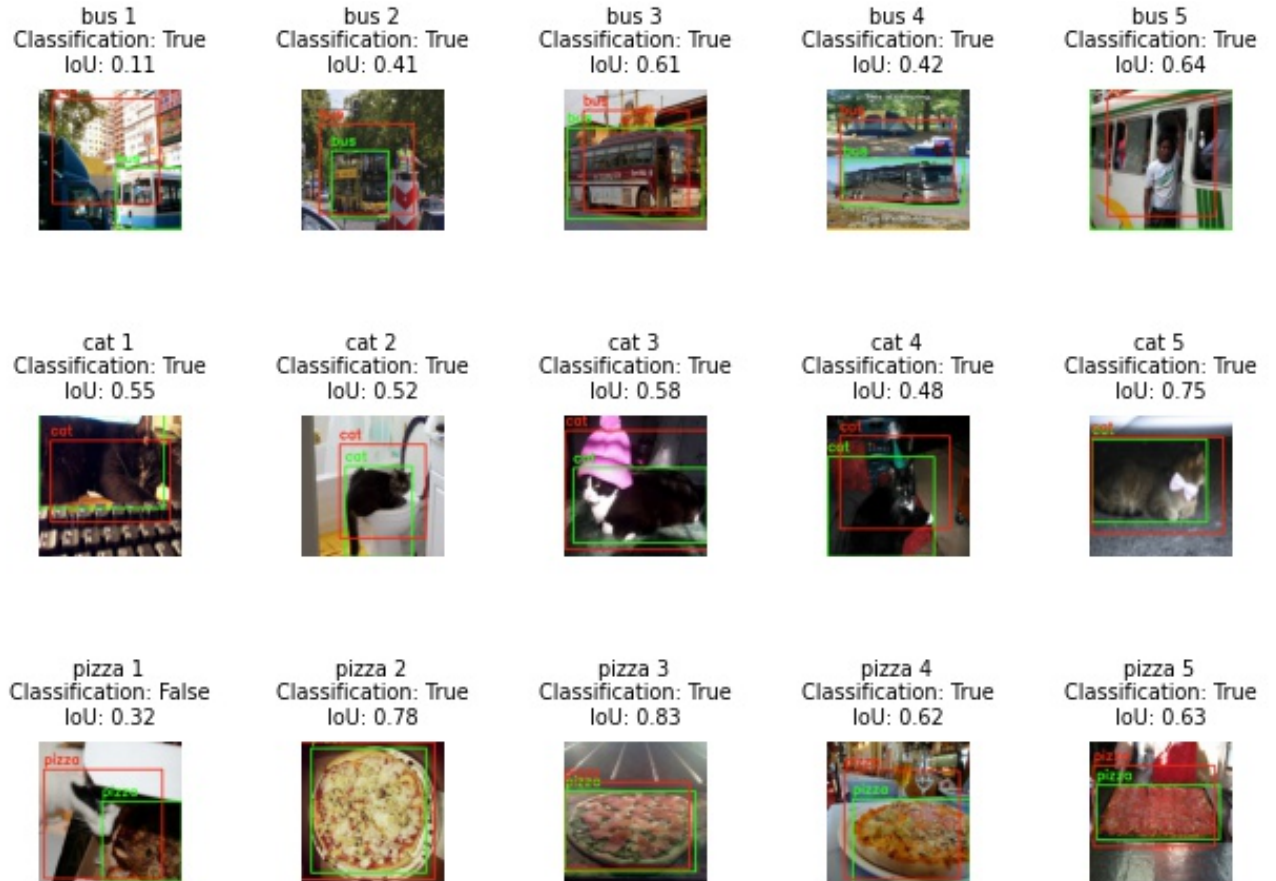 bus 1
Classification: True
IoU: 0.11
bus 2
Classification: True
IoU: 0.41
bus 3
Classification: True
IoU: 0.61
bus 4
Classification: True
IoU: 0.42
bus 5
Classification: True
IoU: 0.64
bus
bus
bus
bus
bus
bus
cat 1
Classification: True
IoU: 0.55
cat 2
Classification: True
IoU: 0.52
cat 3
Classification: True
IoU: 0.58
cat 4
Classification: True
IoU: 0.48
cat 5
Classification: True
IoU: 0.75
cat
cat
cat
cat
cat
cat
cat
cat
pizza 1
Classification: False
IoU: 0.32
pizza 2
Classification: True
IoU: 0.78
pizza 3
Classification: True
IoU: 0.83
pizza 4
Classification: True
IoU: 0.62
pizza 5
Classification: True
IoU: 0.63
pizza
pizza
pizza
pizza
pizza
pizza
pizza